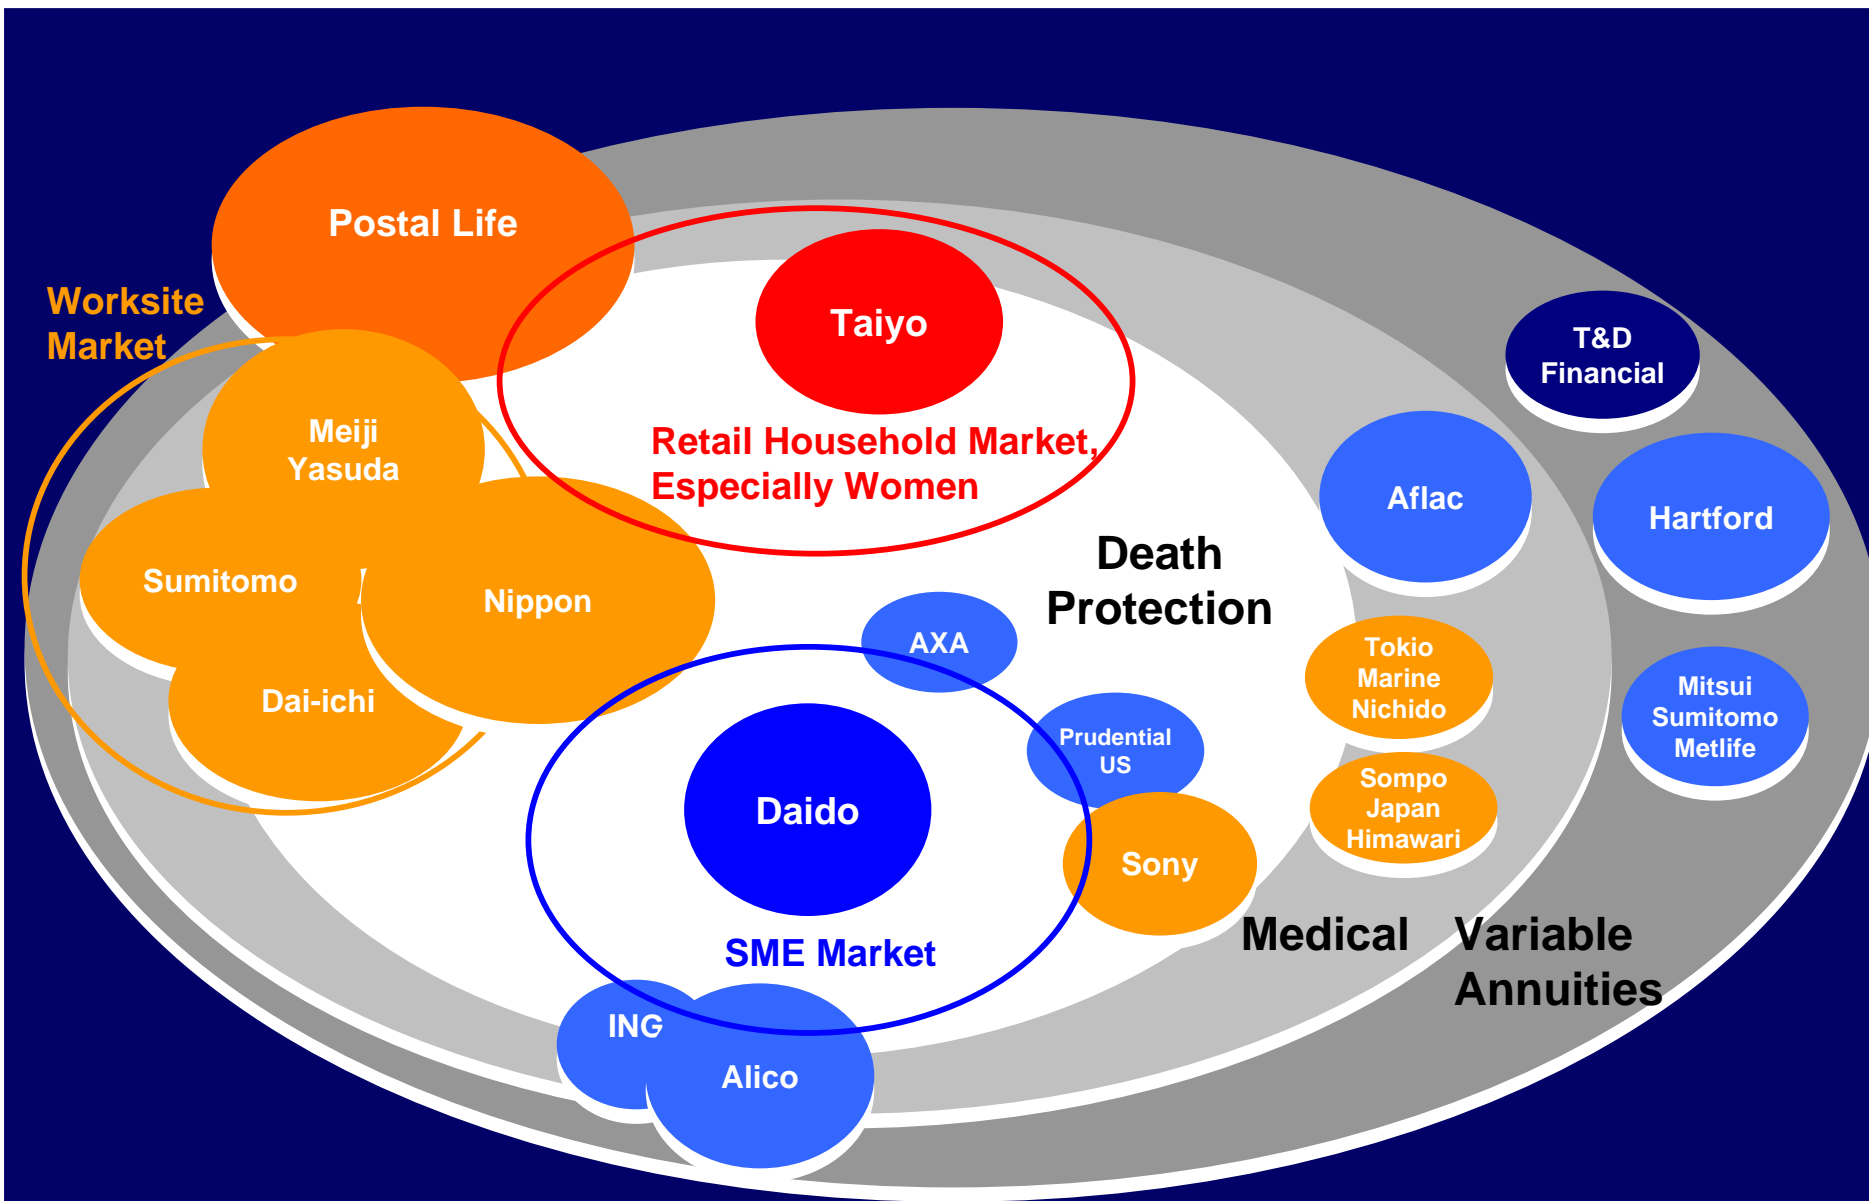 Postal Life
Worksite
Market
Taiyo
T&D
Financial
Meiji
Yasuda
Retail Household Market,
Especially Women
Aflac
Hartford
Death
Protection
Sumitomo
Nippon
AXA
Tokio
Marine
Nichido
Mitsui
Sumitomo
Metlife
Dai-ichi
Prudential
US
Daido
Sompo
Japan
Himawari
Sony
SME Market
Medical
Variable
Annuities
ING
Alico